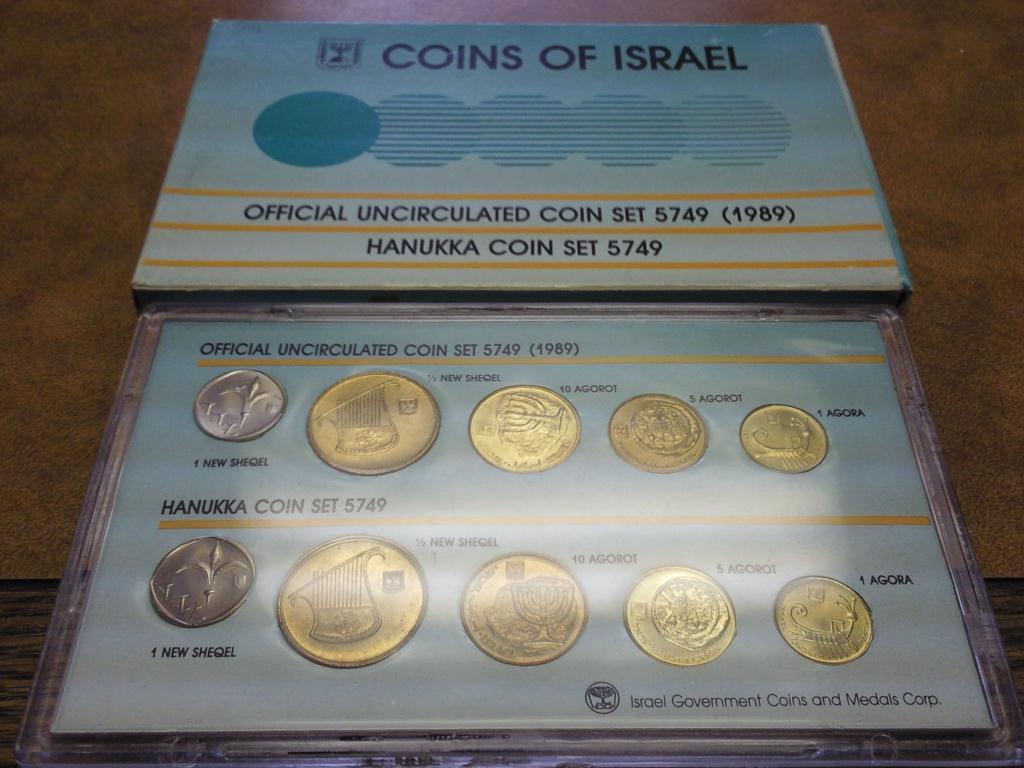 COINS OF ISRAEL
OFFICIAL UNCIRCULATED COIN SET 5749 (1989)
HANUKKA COIN SET 5749
OFFICIAL UNCIRCULATED COIN SET 5749 (1989)
1 NEW SHEQEL
½ NEW SHEQEL
10 AGOROT
5 AGOROT
1 AGORA
HANUKKA COIN SET 5749
1 NEW SHEQEL
½ NEW SHEQEL
10 AGOROT
5 AGOROT
1 AGORA
Israel Government Coins and Medals Corp.